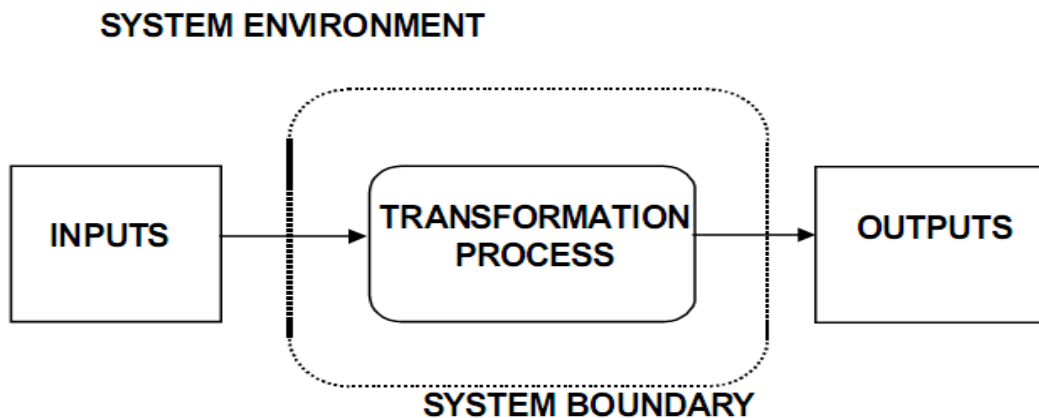 SYSTEM ENVIRONMENT
INPUTS
TRANSFORMATION
PROCESS
OUTPUTS
SYSTEM BOUNDARY